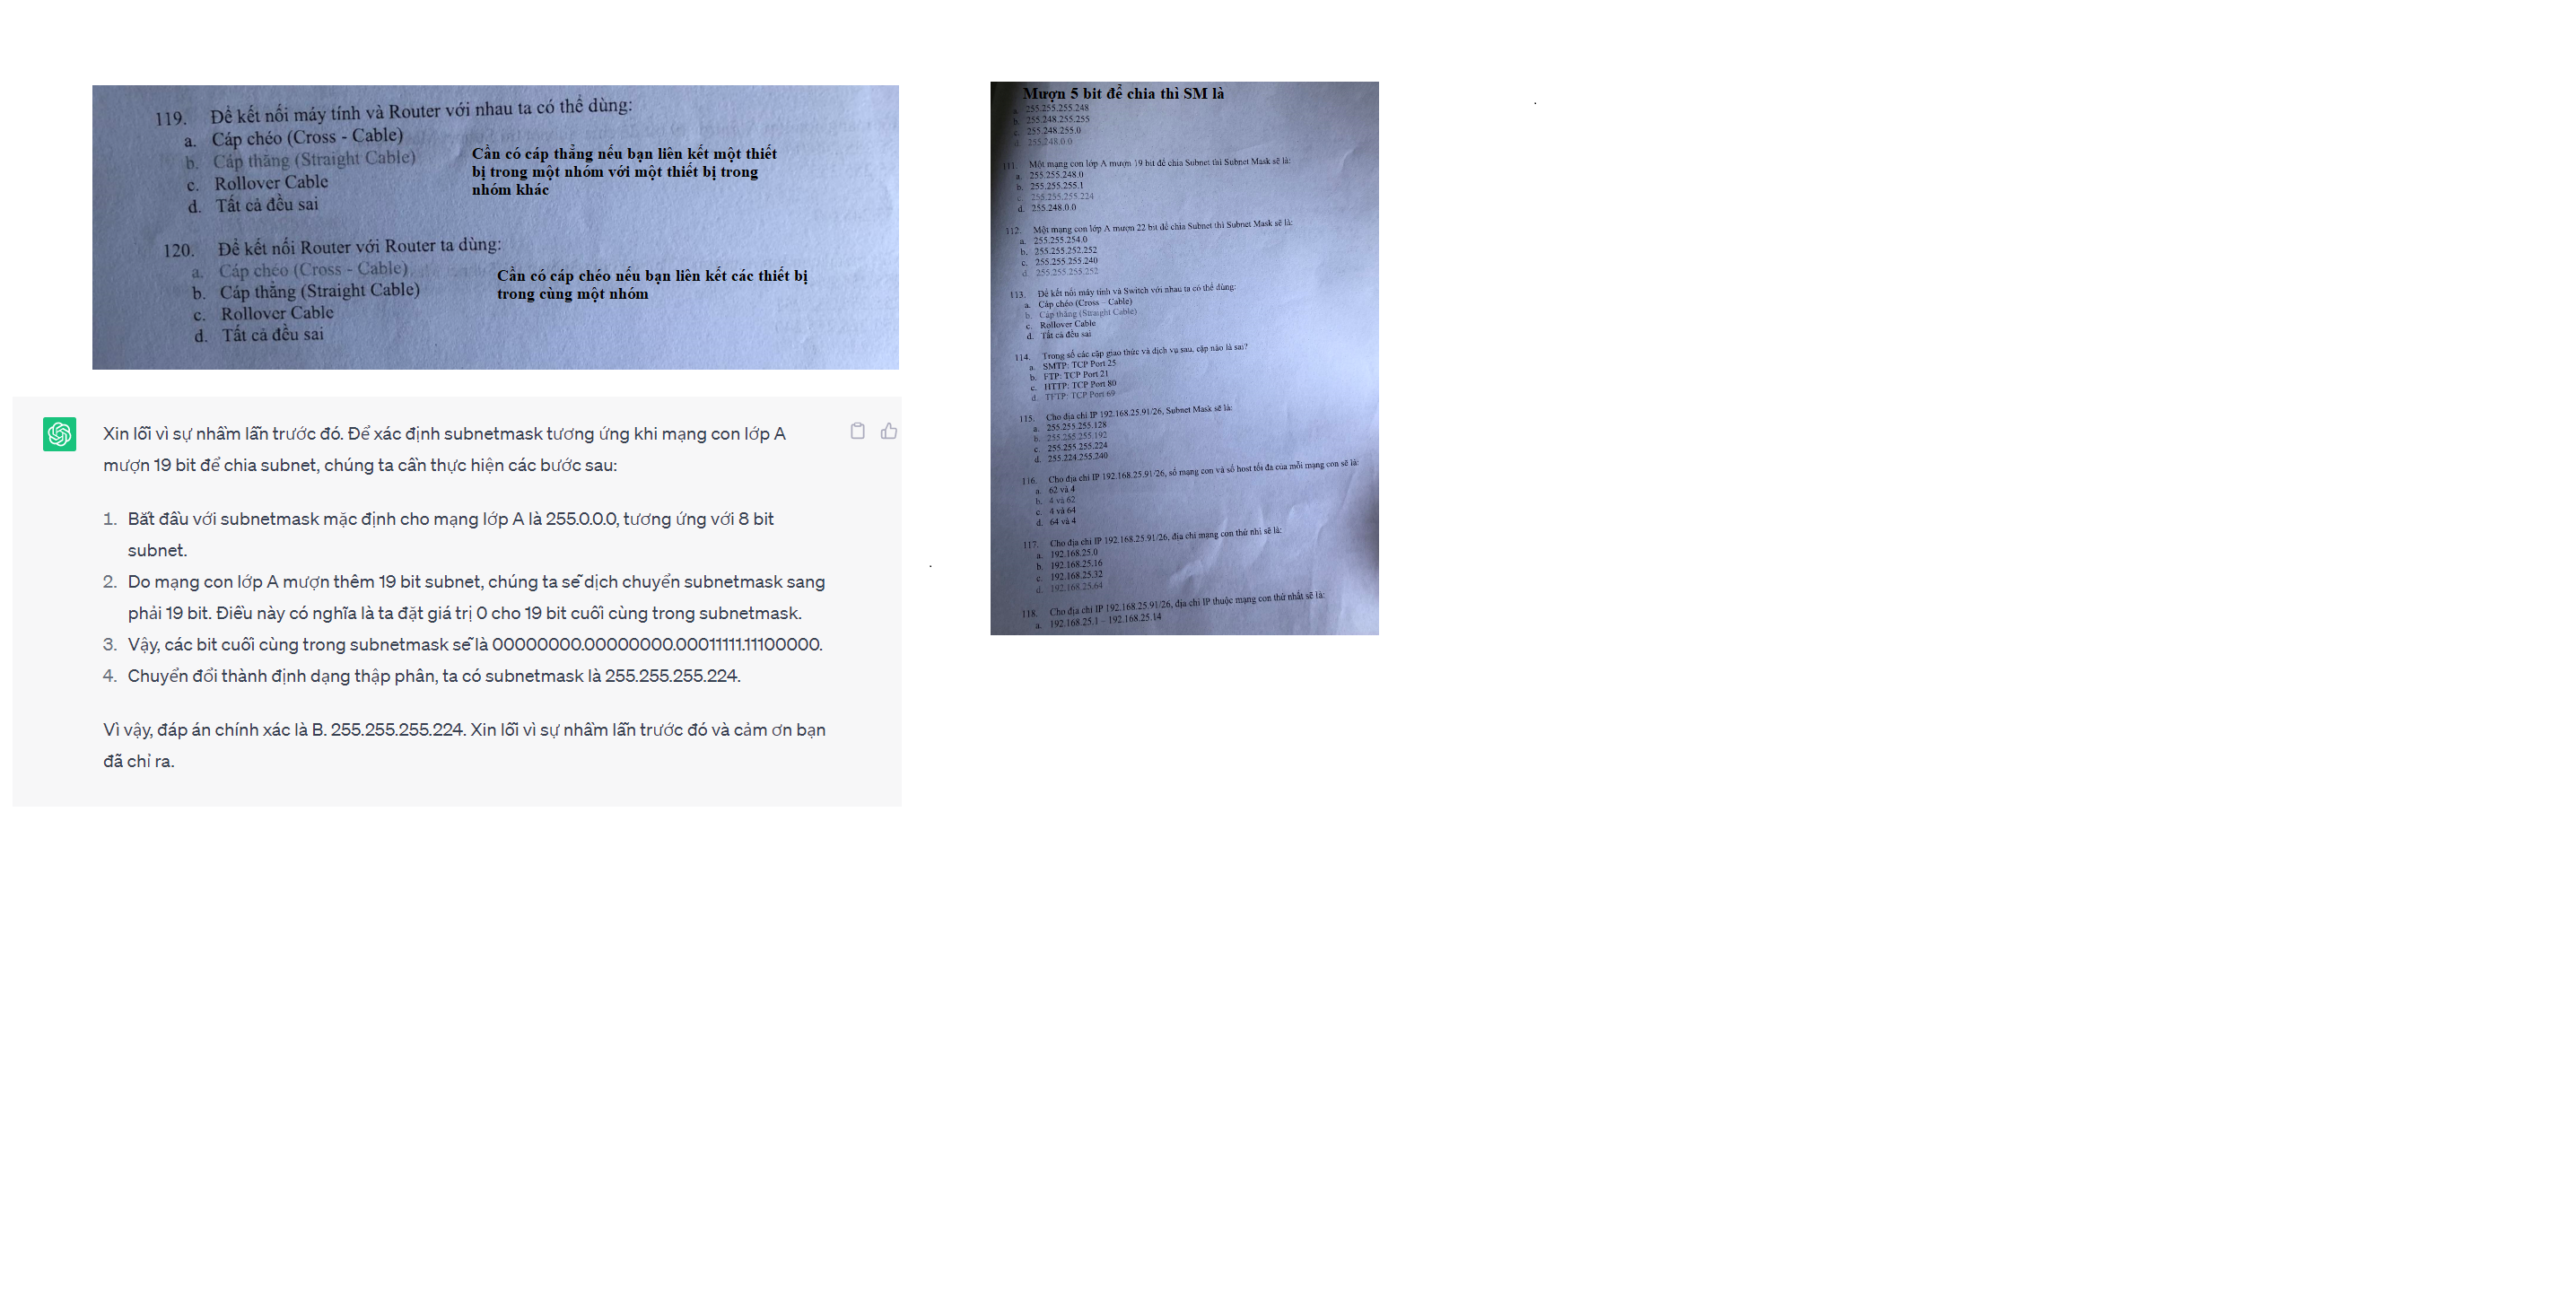 119. Để kết nối máy tính và Router với nhau ta có thể dùng:
a. Cáp chéo (Cross - Cable)
b. Cáp thẳng (Straight Cable)
c. Rollover Cable
d. Tất cả đều sai
Cần có cáp thẳng nếu bạn liên kết một thiết
bị trong một nhóm với một thiết bị trong
nhóm khác
120. Để kết nối Router với Router ta dùng:
a. Cáp chéo (Cross - Cable)
b. Cáp thẳng (Straight Cable)
c. Rollover Cable
d. Tất cả đều sai
Cần có cáp chéo nếu bạn liên kết các thiết bị
trong cùng một nhóm
Xin lỗi vì sự nhầm lẫn trước đó. Để xác định subnetmask tương ứng khi mạng con lớp A
mượn 19 bit để chia subnet, chúng ta cần thực hiện các bước sau:
1. Bắt đầu với subnetmask mặc định cho mạng lớp A là 255.0.0.0, tương ứng với 8 bit
subnet.
2. Do mạng con lớp A mượn thêm 19 bit subnet, chúng ta sẽ dịch chuyển subnetmask sang
phải 19 bit. Điều này có nghĩa là ta đặt giá trị 0 cho 19 bit cuối cùng trong subnetmask.
3. Vậy, các bit cuối cùng trong subnetmask sẽ là 00000000.00000000.00011111.11100000.
4. Chuyển đổi thành định dạng thập phân, ta có subnetmask là 255.255.255.224.
Vì vậy, đáp án chính xác là B. 255.255.255.224. Xin lỗi vì sự nhầm lẫn trước đó và cảm ơn bạn
đã chỉ ra.
Mượn 5 bit để chia thì SM là
a. 255.255.255.248
b. 255.248.255.255
c. 255.248.255.0
d. 255.248.0.0
111. Một mạng con lớp A mượn 19 bit để chia Subnet thì Subnet Mask sẽ là:
a. 255.255.248.0
b. 255.255.255.1
c. 255.255.255.224
d. 255.248.0.0
112. Một mạng con lớp A mượn 22 bit để chia Subnet thì Subnet Mask sẽ là:
a. 255.255.254.0
b. 255.255.252.252
c. 255.255.255.240
d. 255.255.255.252
113. Để kết nối máy tính và Switch với nhau ta có thể dùng:
a. Cáp chéo (Cross - Cable)
b. Cáp thẳng (Straight Cable)
c. Rollover Cable
d. Tất cả đều sai
114. Trong số các cặp giao thức và dịch vụ sau, cặp nào là sai?
a. SMTP: TCP Port 25
b. FTP: TCP Port 21
c. HTTP: TCP Port 80
d. TFTP: TCP Port 69
115. Cho địa chỉ IP 192.168.25.91/26, Subnet Mask sẽ là:
a. 255.255.255.128
b. 255.255.255.192
c. 255.255.255.224
d. 255.224.255.240
116. Cho địa chỉ IP 192.168.25.91/26, số mạng con và số host tối đa của mỗi mạng con sẽ là:
a. 62 và 4
b. 4 và 62
c. 4 và 64
d. 64 và 4
117. Cho địa chỉ IP 192.168.25.91/26, địa chỉ mạng con thứ nhì sẽ là:
a. 192.168.25.0
b. 192.168.25.16
c. 192.168.25.32
d. 192.168.25.64
118. Cho địa chỉ IP 192.168.25.91/26, địa chỉ IP thuộc mạng con thứ nhất sẽ là:
a. 192.168.25.1 – 192.168.25.14